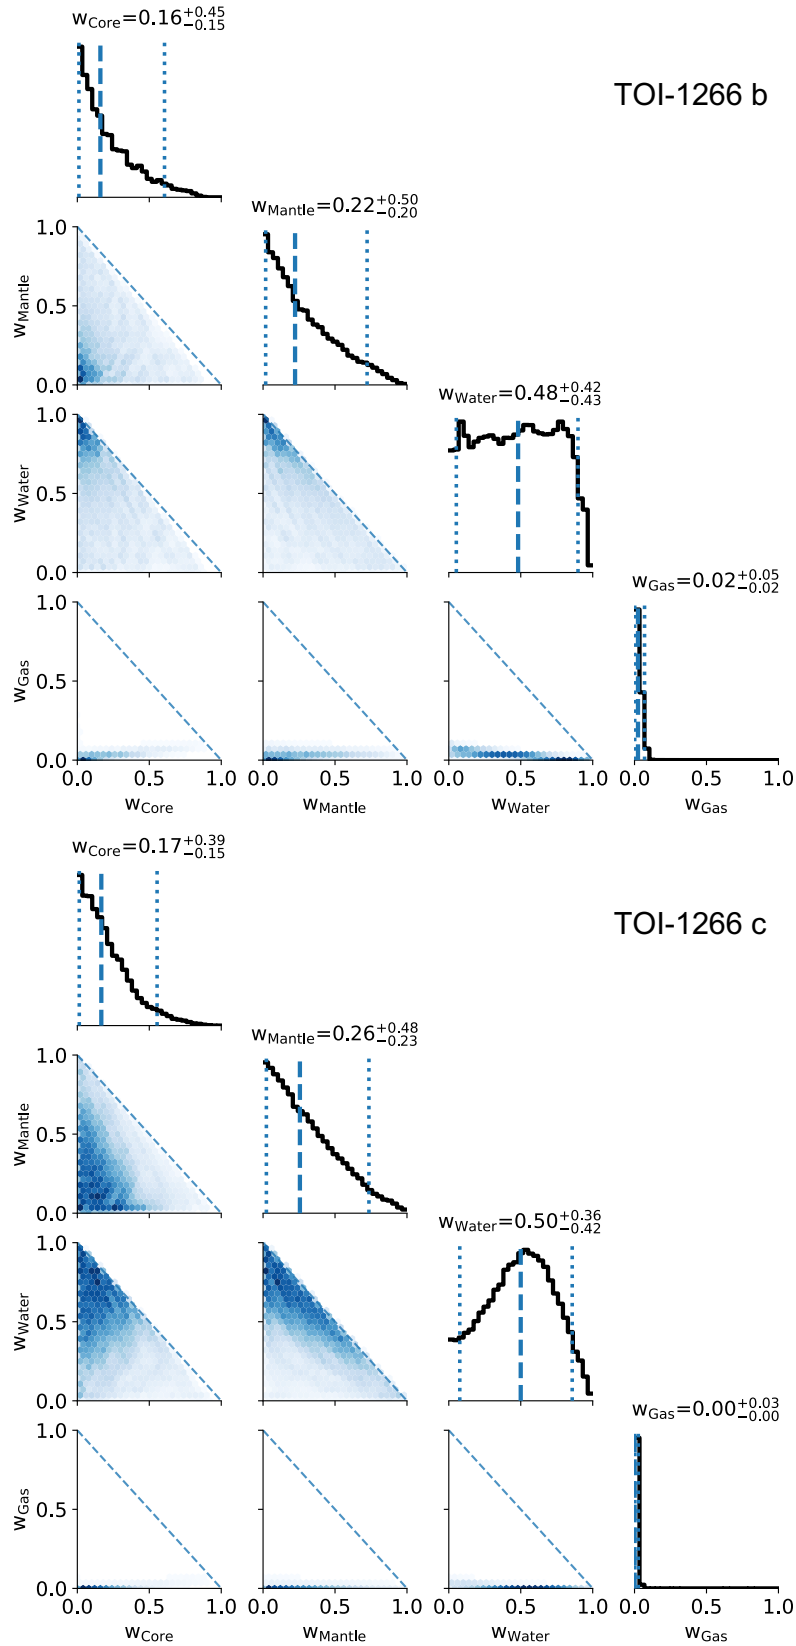 w_Core=0.16^{+0.45}_{-0.15}
TOI-1266 b
w_Mantle=0.22^{+0.50}_{-0.20}
1.0
0.5
0.0
w_Mantle
w_Water=0.48^{+0.42}_{-0.43}
1.0
0.5
0.0
w_Water
w_Gas=0.02^{+0.05}_{-0.02}
1.0
0.5
0.0
w_Gas
0.0 0.5 1.0 0.0 0.5 1.0 0.0 0.5 1.0 0.0 0.5 1.0
w_Core w_Mantle w_Water w_Gas
w_Core=0.17^{+0.39}_{-0.15}
TOI-1266 c
w_Mantle=0.26^{+0.48}_{-0.23}
1.0
0.5
0.0
w_Mantle
w_Water=0.50^{+0.36}_{-0.42}
1.0
0.5
0.0
w_Water
w_Gas=0.00^{+0.03}_{-0.00}
1.0
0.5
0.0
w_Gas
0.0 0.5 1.0 0.0 0.5 1.0 0.0 0.5 1.0 0.0 0.5 1.0
w_Core w_Mantle w_Water w_Gas